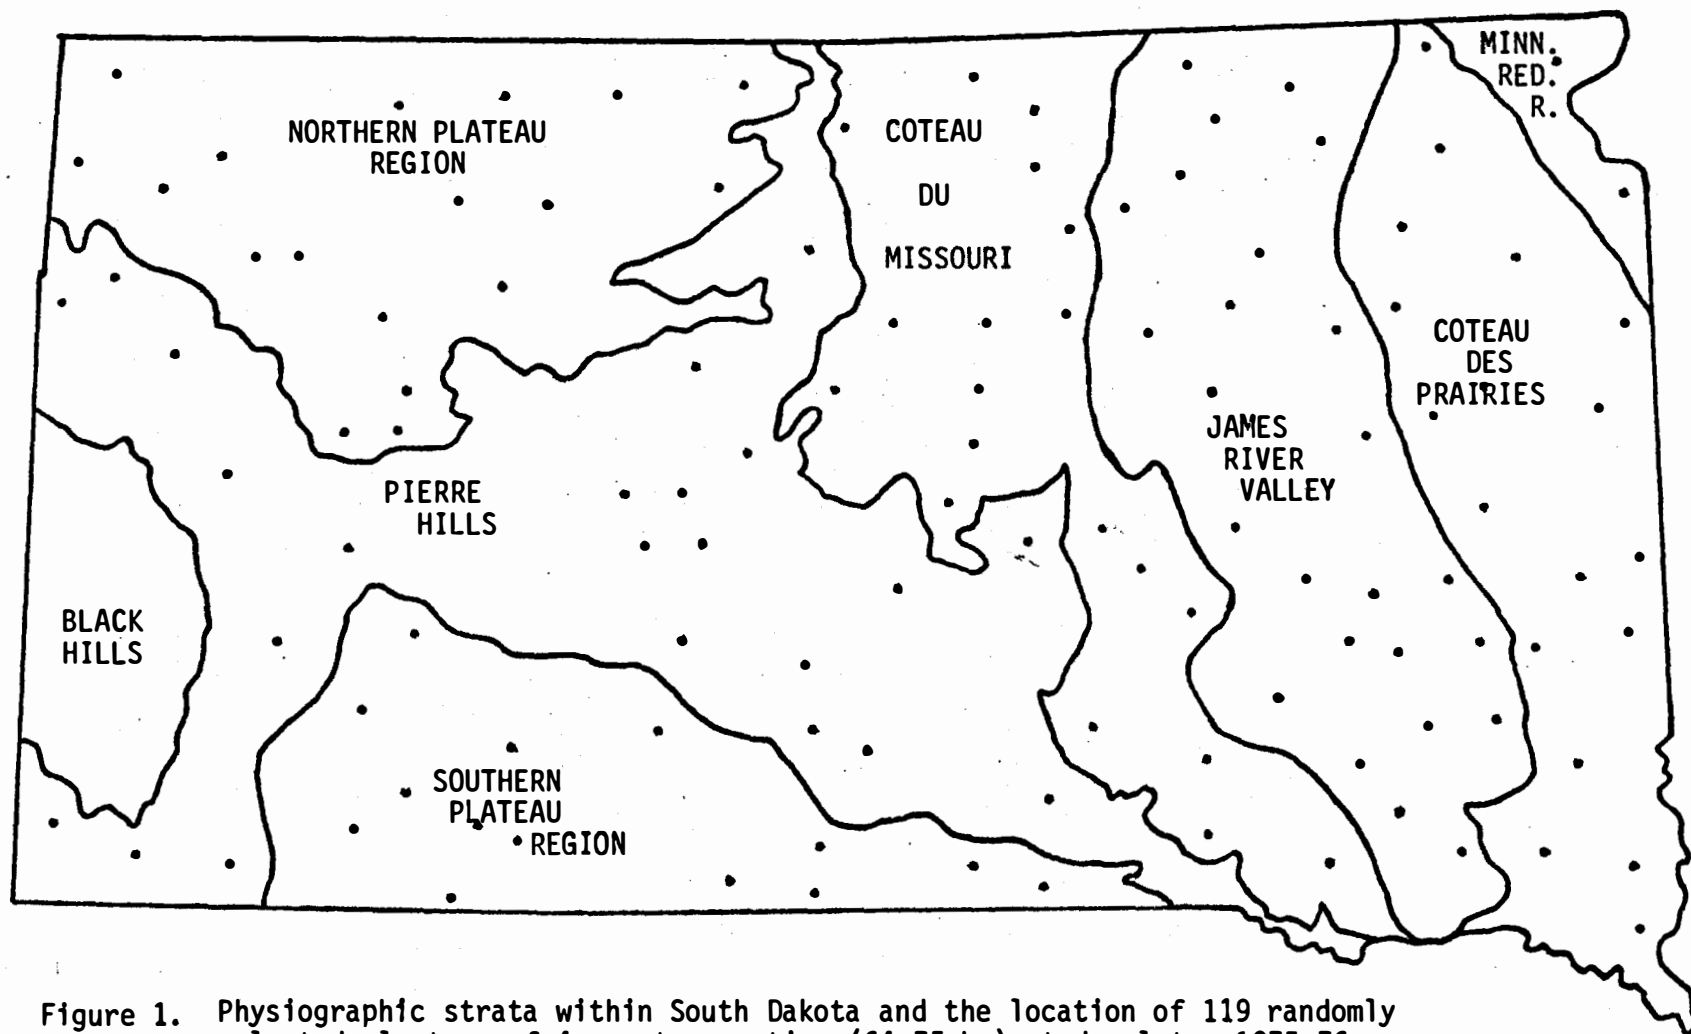 MINN.
RED.
R.
NORTHERN PLATEAU
REGION
COTEAU
DU
MISSOURI
COTEAU
DES
PRAIRIES
JAMES
RIVER
VALLEY
PIERRE
HILLS
BLACK
HILLS
SOUTHERN
PLATEAU
REGION
Figure 1. Physiographic strata within South Dakota and the location of 119 randomly